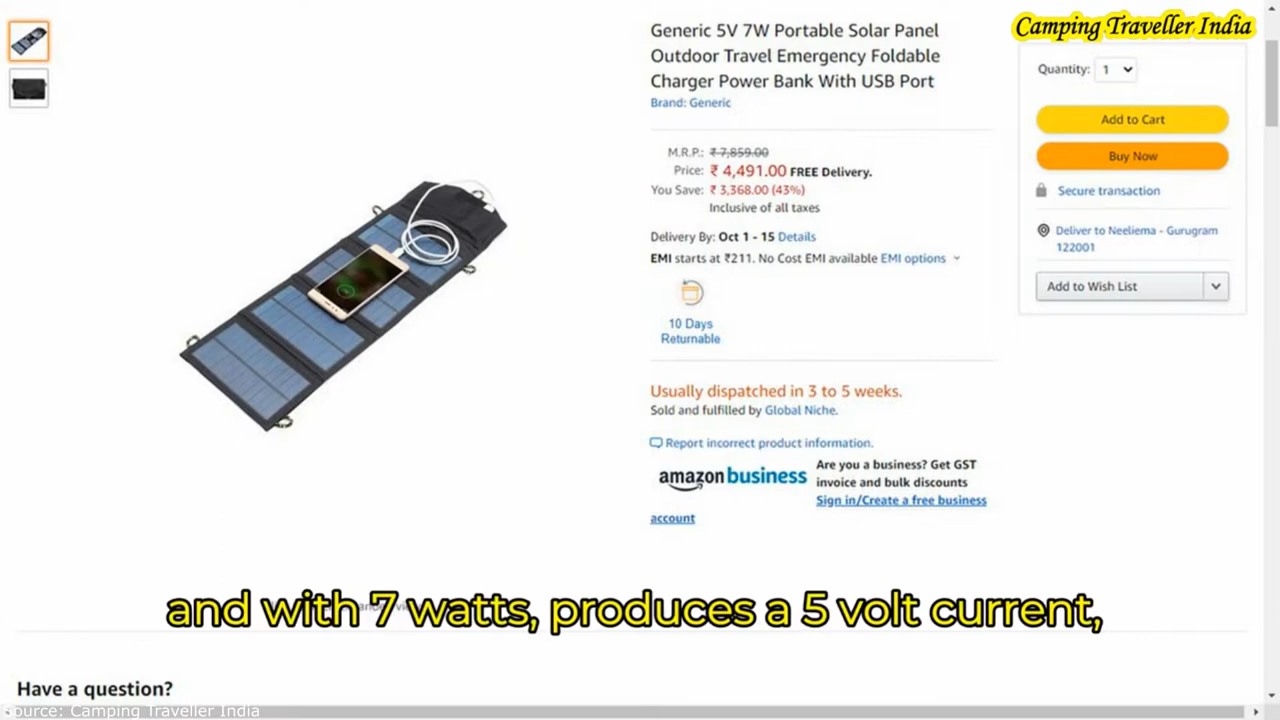 Camping Traveller India
Generic 5V 7W Portable Solar Panel
Outdoor Travel Emergency Foldable
Charger Power Bank With USB Port
Brand: Generic
M.R.P.: ₹ 7,859.00
Price: ₹ 4,491.00 FREE Delivery.
You Save: ₹ 3,368.00 (43%)
Inclusive of all taxes
Delivery By: Oct 1 - 15 Details
EMI starts at ₹211. No Cost EMI available EMI options
10 Days
Returnable
Usually dispatched in 3 to 5 weeks.
Sold and fulfilled by Global Niche.
Report incorrect product information.
amazon business
Are you a business? Get GST
invoice and bulk discounts
Sign in/Create a free business
account
Quantity: 1
Add to Cart
Buy Now
Secure transaction
Deliver to Neeliema - Gurugram
122001
Add to Wish List
and with 7 watts, produces a 5 volt current,
Have a question?
source: Camping Traveller India